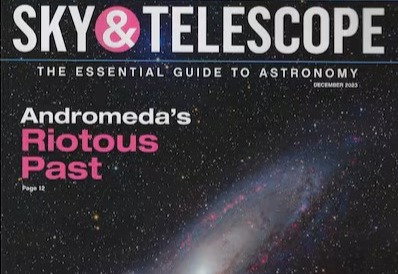 SKY & TELESCOPE
THE ESSENTIAL GUIDE TO ASTRONOMY
DECEMBER 2023
Andromeda's
Riotous
Past
Page 12